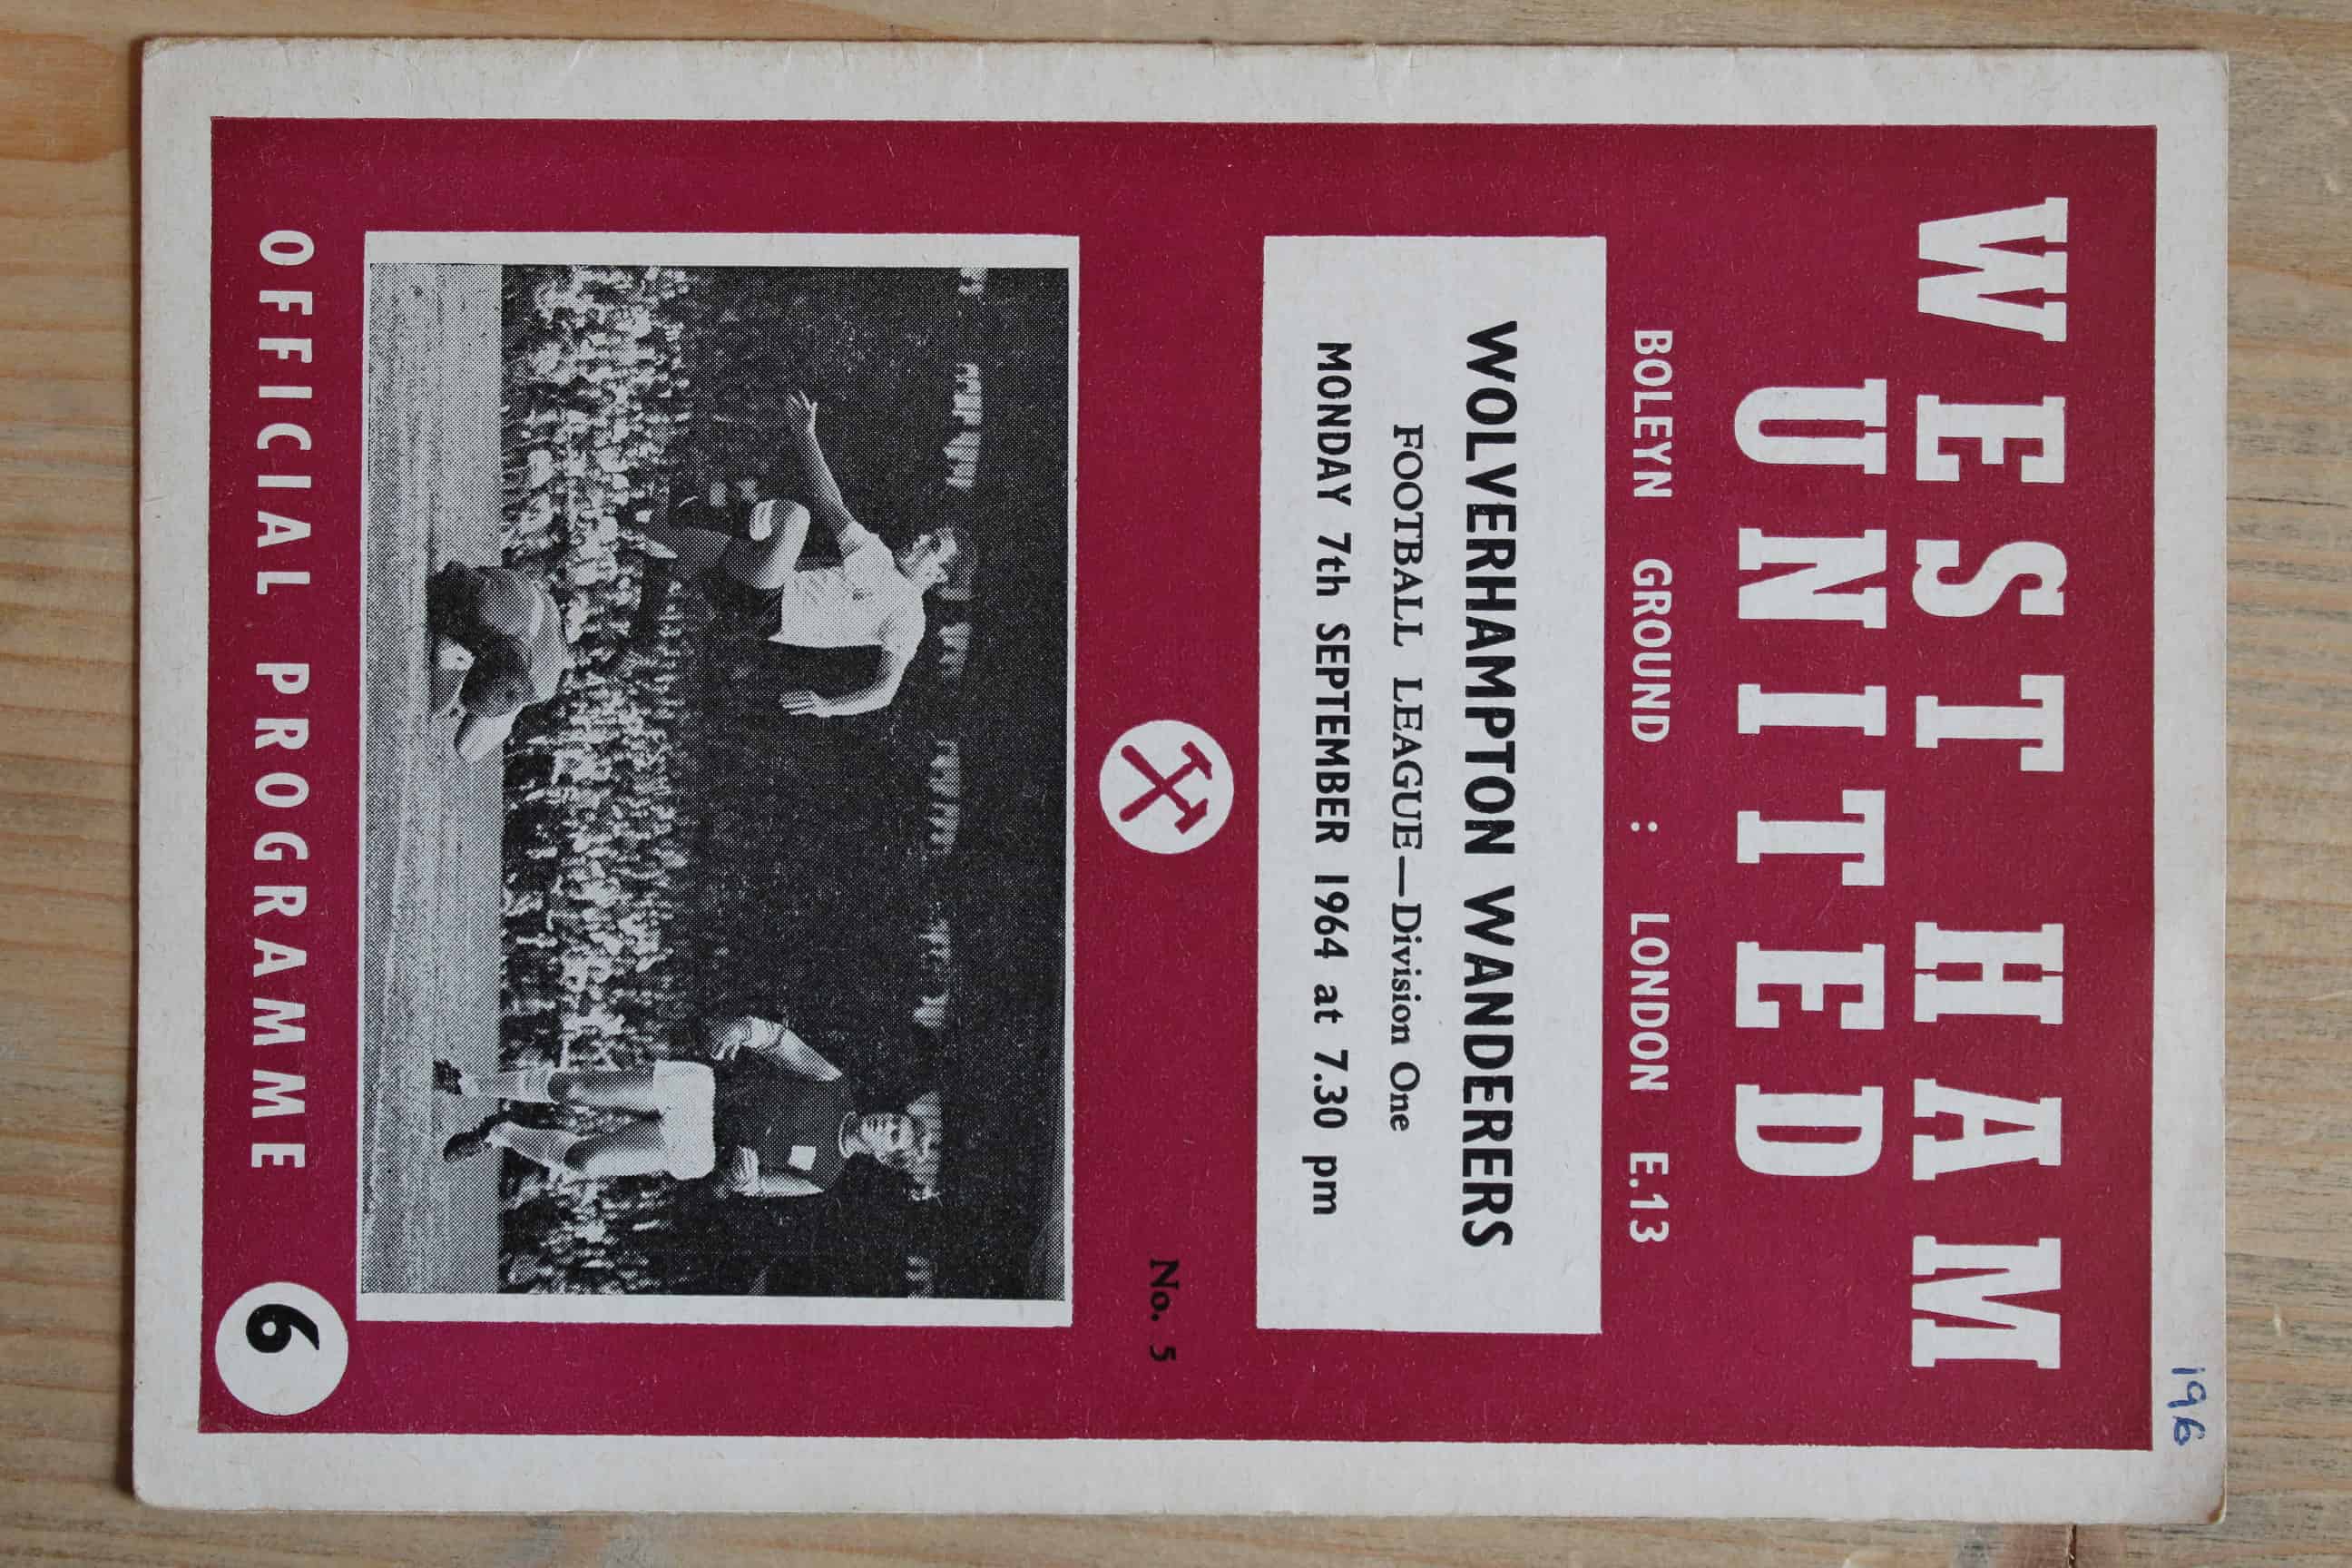 196
WEST HAM
UNITED
BOLEYN GROUND : LONDON E.13
WOLVERHAMPTON WANDERERS
FOOTBALL LEAGUE—Division One
MONDAY 7th SEPTEMBER 1964 at 7.30 pm
No. 5
OFFICIAL PROGRAMME
6